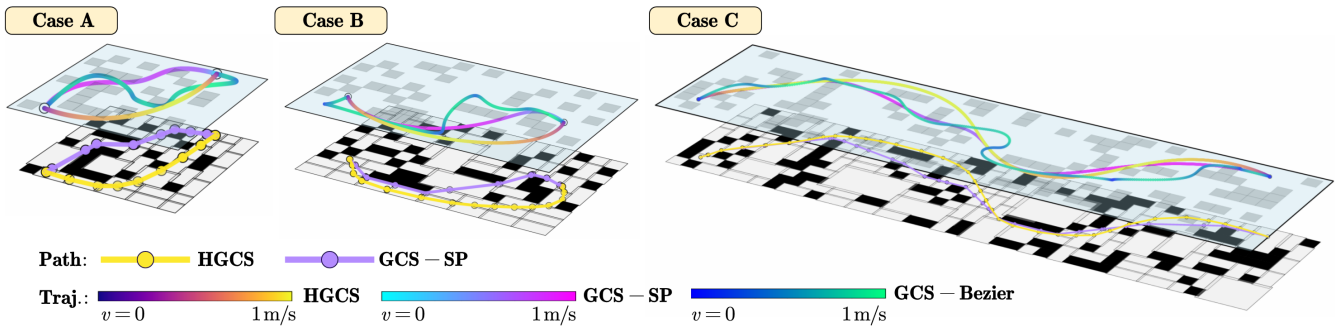 Case A
Case B
Case C
Path: HGCS GCS − SP
Traj.: HGCS GCS − SP GCS − Bezier
v = 0 1 m/s v = 0 1 m/s v = 0 1 m/s